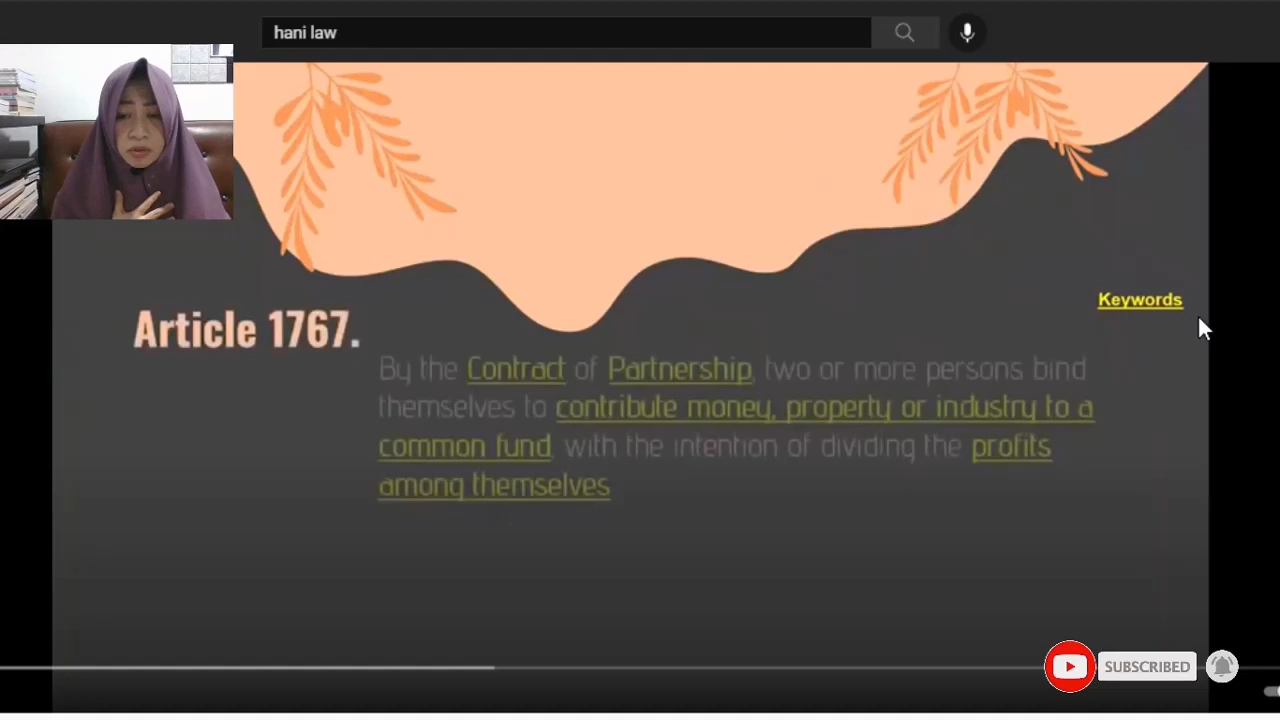 hani law
Keywords
Article 1767.
By the Contract of Partnership, two or more persons bind
themselves to contribute money, property or industry to a
common fund, with the intention of dividing the profits
among themselves
SUBSCRIBED